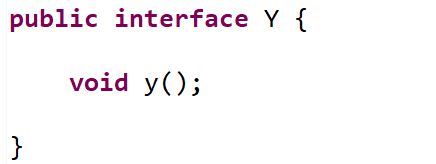 public interface Y {
void y();
}